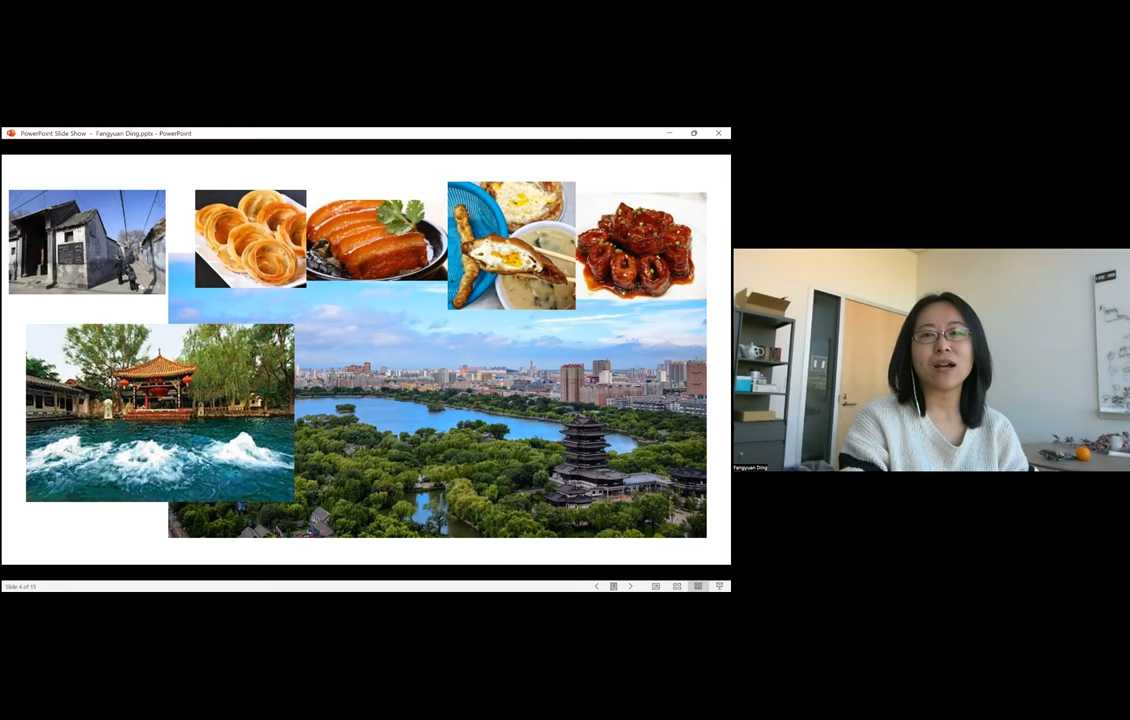 PowerPoint Slide Show - Fangyuan Ding.pptx - PowerPoint
Fangyuan Ding
Slide 4 of 15